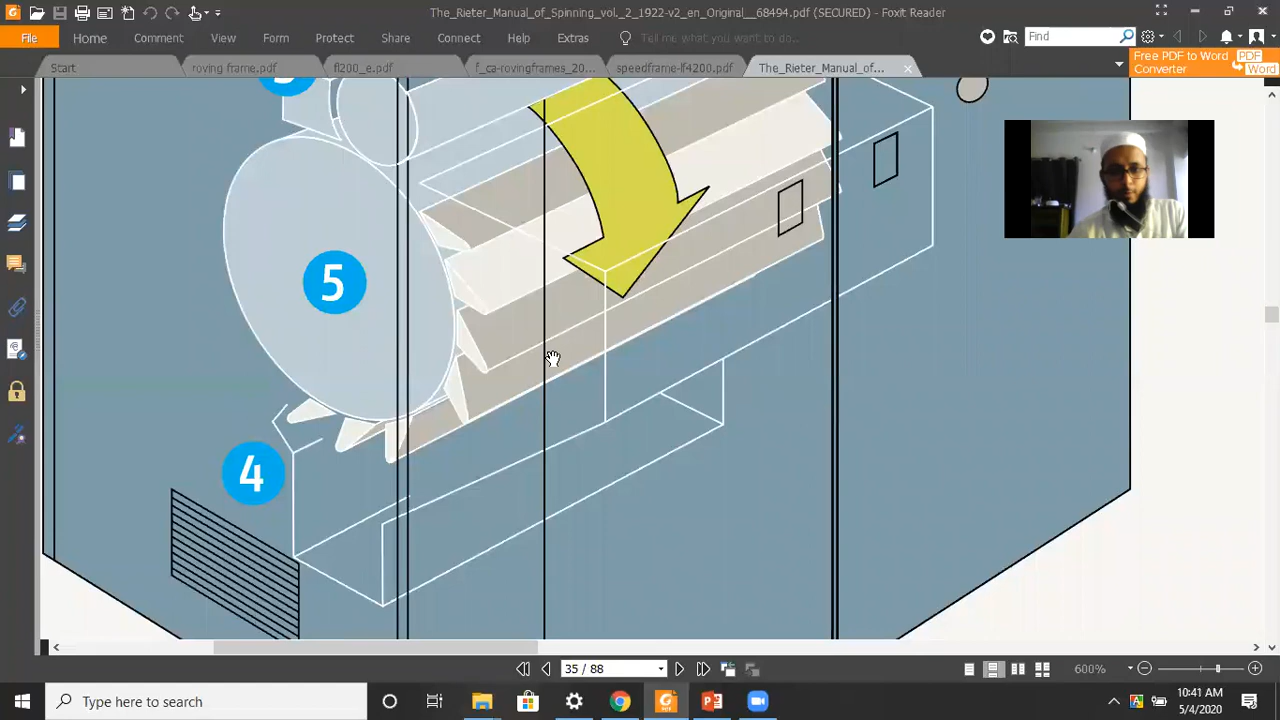 The_Rieter_Manual_of_Spinning_vol._2_1922-v2_en_Original__68494.pdf (SECURED) - Foxit Reader
File Home Comment View Form Protect Share Connect Help Extras Tell me what you want to do... Find
Free PDF to Word Converter
PDF
Word
Start roving frame.pdf fl200_e.pdf f_ca-rovingframes_20... speedframe-lf4200.pdf The_Rieter_Manual_of...
5
4
35 / 88 600%
Type here to search
10:41 AM
5/4/2020